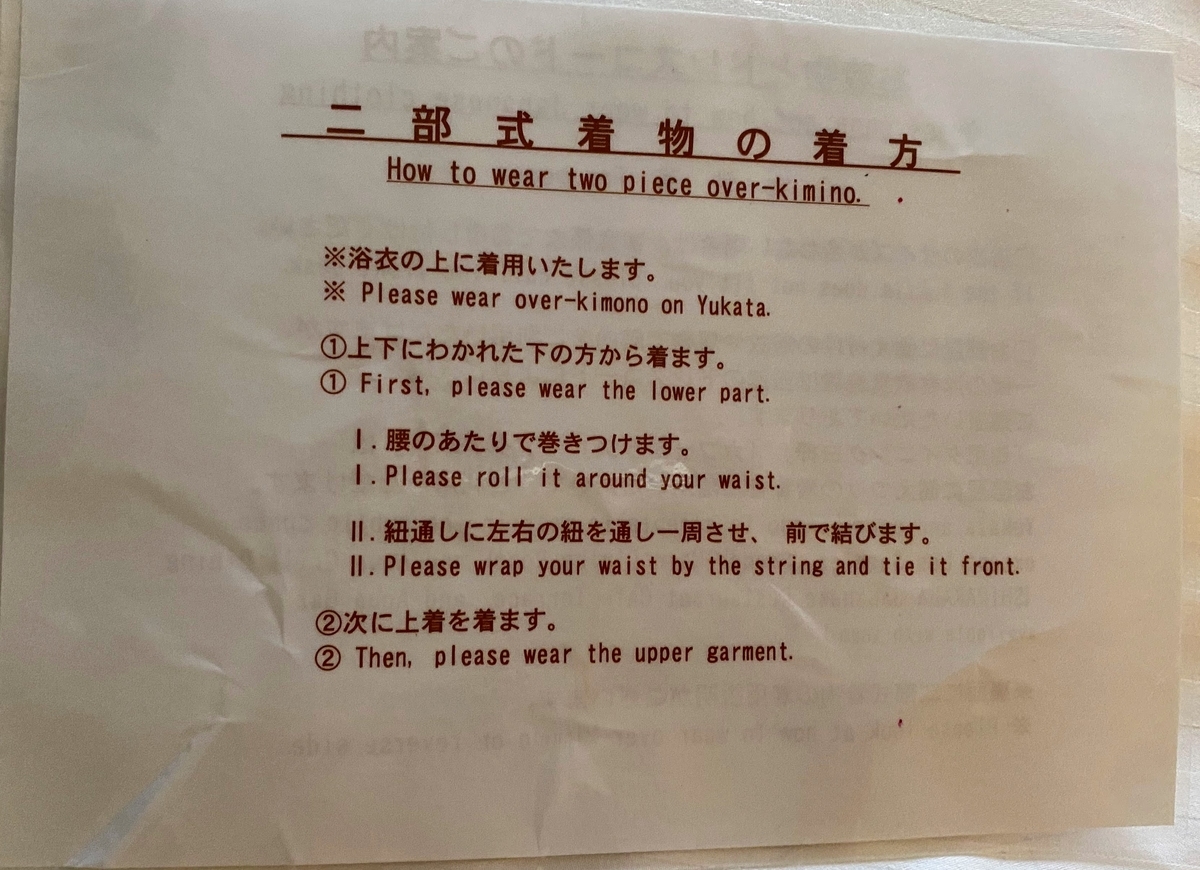 二部式着物の着方
How to wear two piece over-kimino.
※浴衣の上に着用いたします。
※ Please wear over-kimono on Yukata.
①上下にわかれた下の方から着ます。
① First, please wear the lower part.
Ⅰ.腰のあたりで巻きつけます。
Ⅰ.Please roll it around your waist.
Ⅱ.紐通しに左右の紐を通し一周させ、 前で結びます。
Ⅱ.Please wrap your waist by the string and tie it front.
②次に上着を着ます。
② Then, please wear the upper garment.